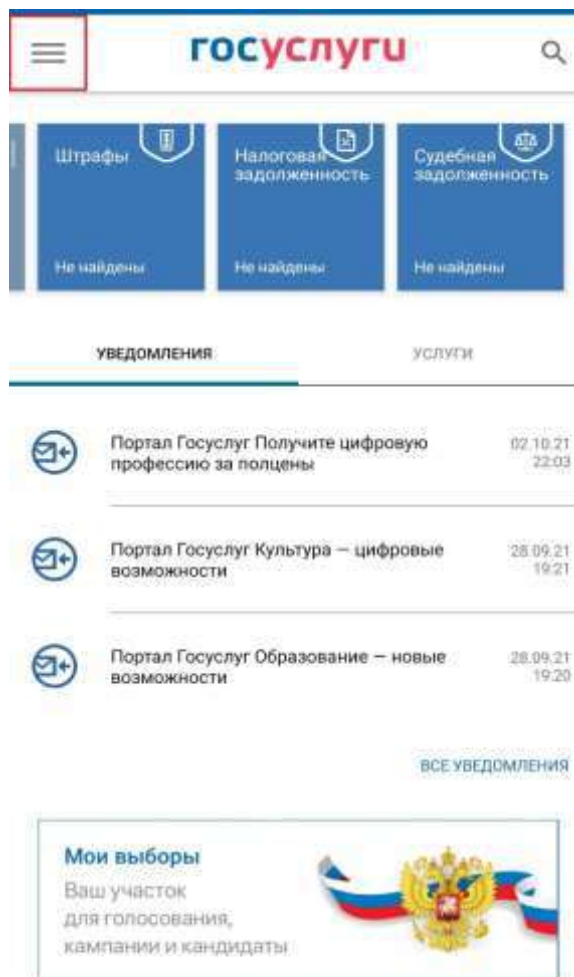 госуслуги
Штрафы
Не найдены
Налоговая
задолженность
Не найдены
Судебная
задолженность
Не найдены
УВЕДОМЛЕНИЯ
УСЛУГИ
Портал Госуслуг Получите цифровую
профессию за полцены
02.10.21
22:03
Портал Госуслуг Культура — цифровые
возможности
28.09.21
19:21
Портал Госуслуг Образование — новые
возможности
28.09.21
19:20
ВСЕ УВЕДОМЛЕНИЯ
Мои выборы
Ваш участок
для голосования,
кампании и кандидаты